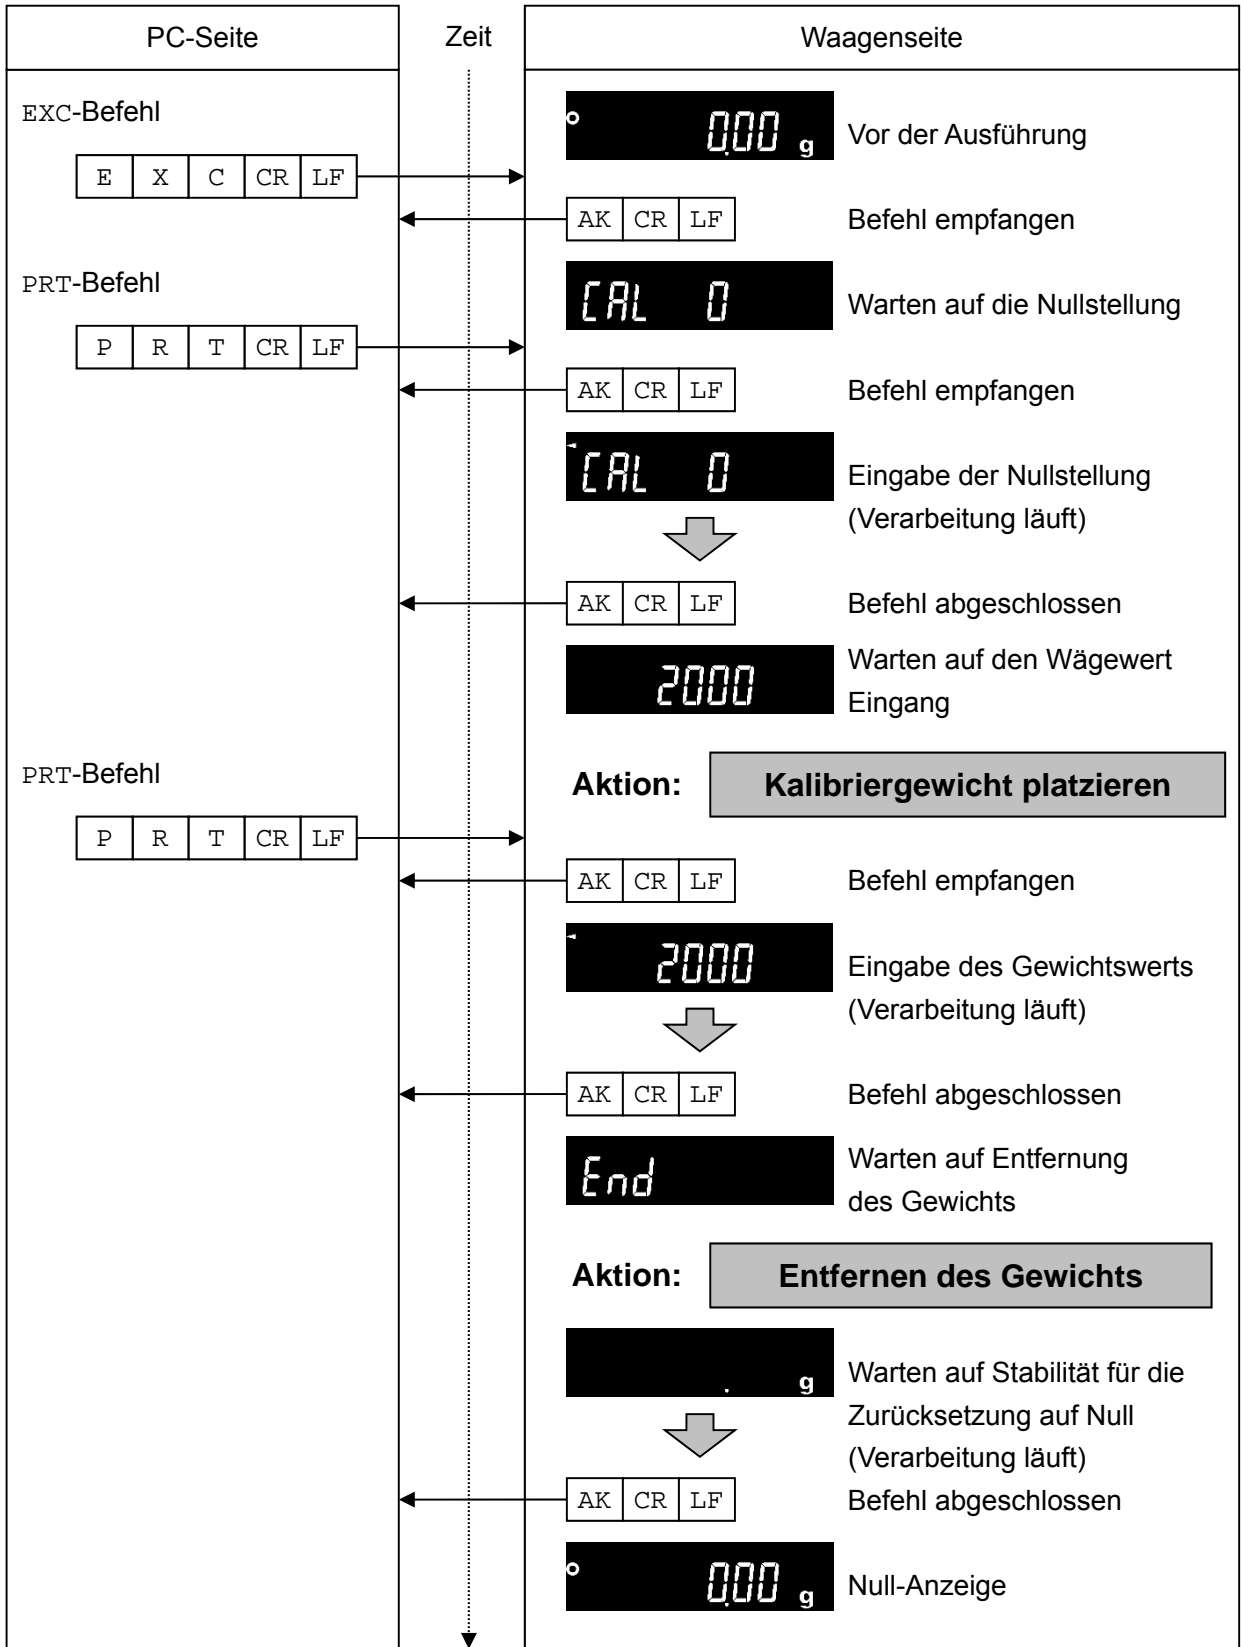 PC-Seite Zeit Waagenseite
EXC-Befehl
0.00 g Vor der Ausführung
E X C CR LF
AK CR LF Befehl empfangen
PRT-Befehl
CAL 0 Warten auf die Nullstellung
P R T CR LF
AK CR LF Befehl empfangen
CAL 0 Eingabe der Nullstellung
(Verarbeitung läuft)
AK CR LF Befehl abgeschlossen
2000 Warten auf den Wägewert
Eingang
PRT-Befehl
Aktion: Kalibriergewicht platzieren
P R T CR LF
AK CR LF Befehl empfangen
2000 Eingabe des Gewichtswerts
(Verarbeitung läuft)
AK CR LF Befehl abgeschlossen
End Warten auf Entfernung
des Gewichts
Aktion: Entfernen des Gewichts
. g Warten auf Stabilität für die
Zurücksetzung auf Null
(Verarbeitung läuft)
AK CR LF Befehl abgeschlossen
0.00 g Null-Anzeige